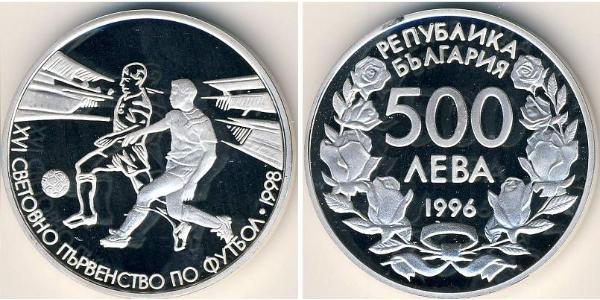 XVI СВЕТОВНО ПЪРВЕНСТВО ПО ФУТБОЛ • 1998
РЕПУБЛИКА
БЪЛГАРИЯ
500
ЛЕВА
1996